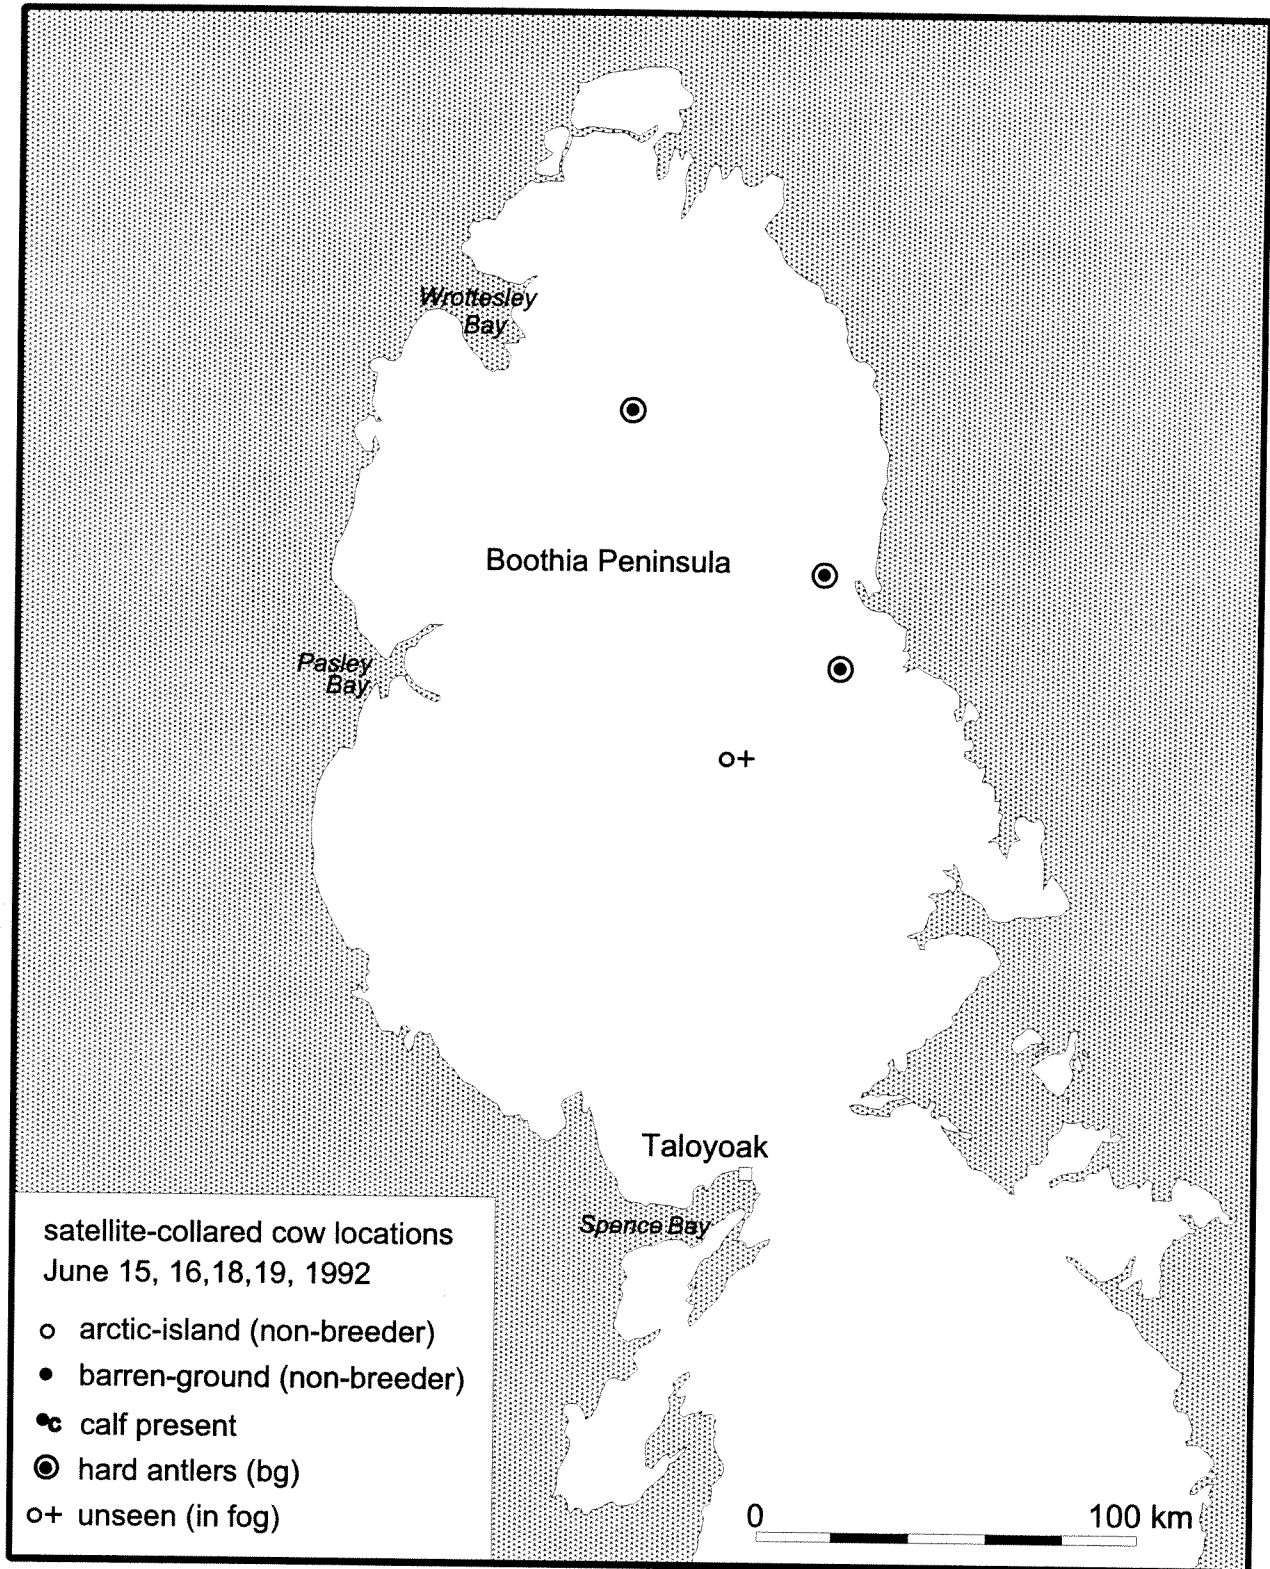 Wrottesley
Bay
Boothia Peninsula
Pasley
Bay
o+
Taloyoak
Spence Bay
satellite-collared cow locations
June 15, 16,18,19, 1992
arctic-island (non-breeder)
barren-ground (non-breeder)
•c calf present
hard antlers (bg)
o+ unseen (in fog)
0 100 km